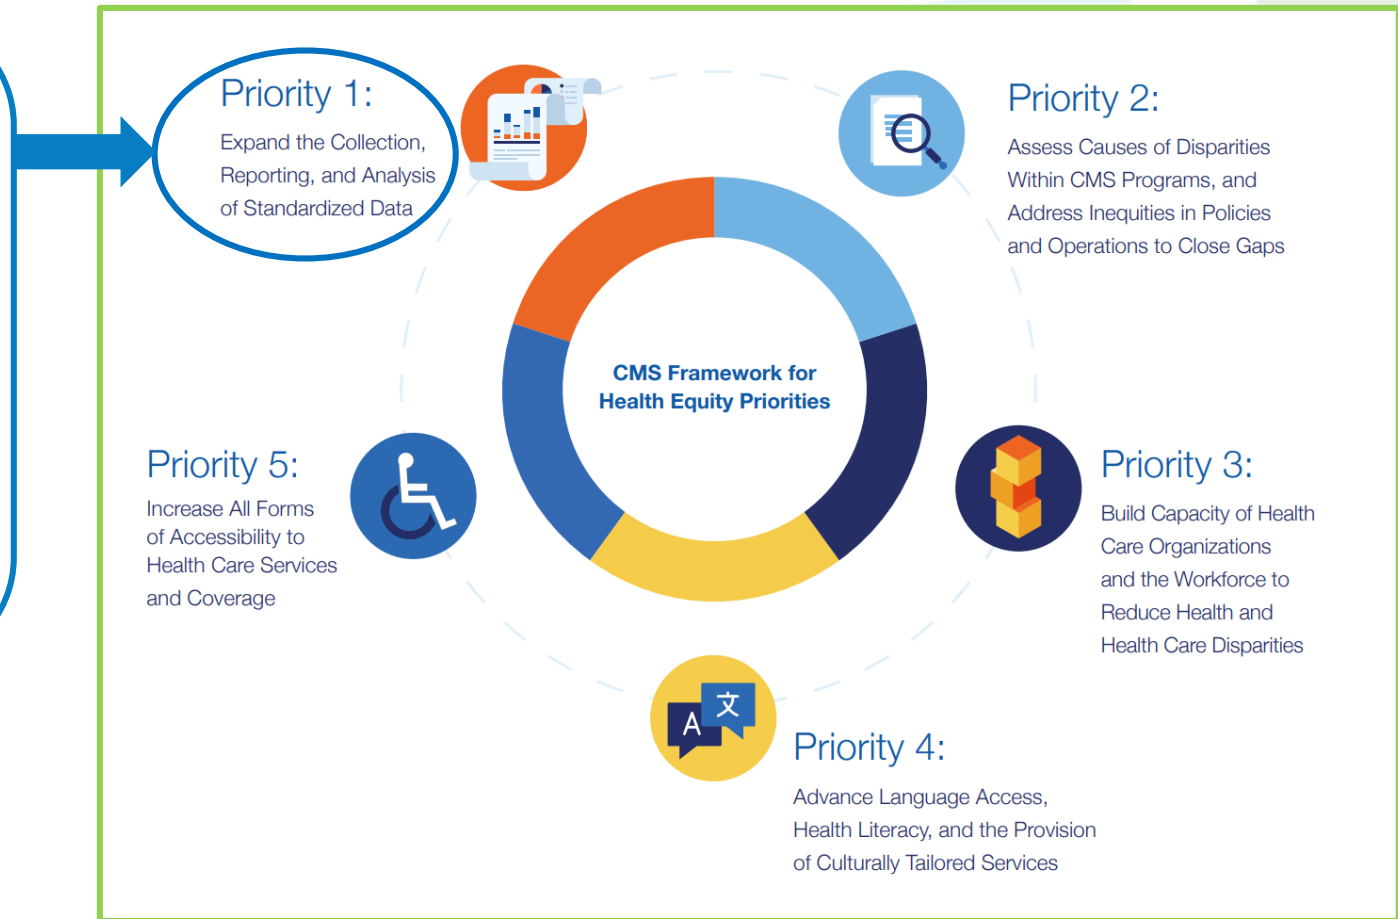 Priority 1:
Expand the Collection,
Reporting, and Analysis
of Standardized Data
Priority 2:
Assess Causes of Disparities
Within CMS Programs, and
Address Inequities in Policies
and Operations to Close Gaps
CMS Framework for
Health Equity Priorities
Priority 3:
Build Capacity of Health
Care Organizations
and the Workforce to
Reduce Health and
Health Care Disparities
Priority 4:
Advance Language Access,
Health Literacy, and the Provision
of Culturally Tailored Services
A 文
Priority 5:
Increase All Forms
of Accessibility to
Health Care Services
and Coverage